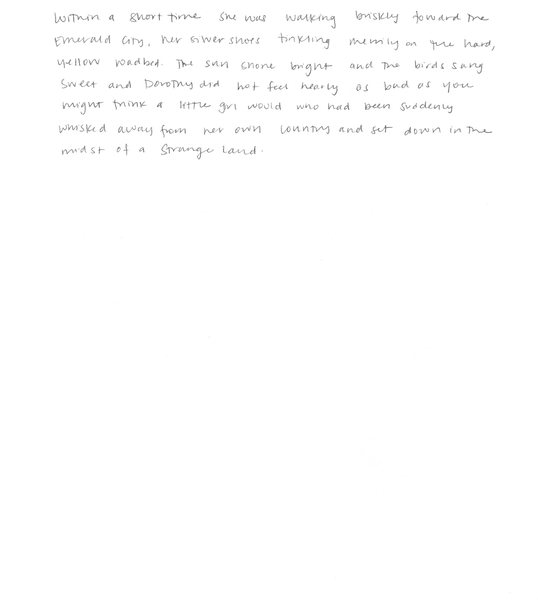 Within a short time she was walking briskly toward the
Emerald City, her silver shoes tinkling merrily on the hard,
yellow roadbed. The sun shone bright and the birds sang
sweet and Dorothy did not feel nearly as bad as you
might think a little girl would who had been suddenly
whisked away from her own country and set down in the
midst of a strange land.